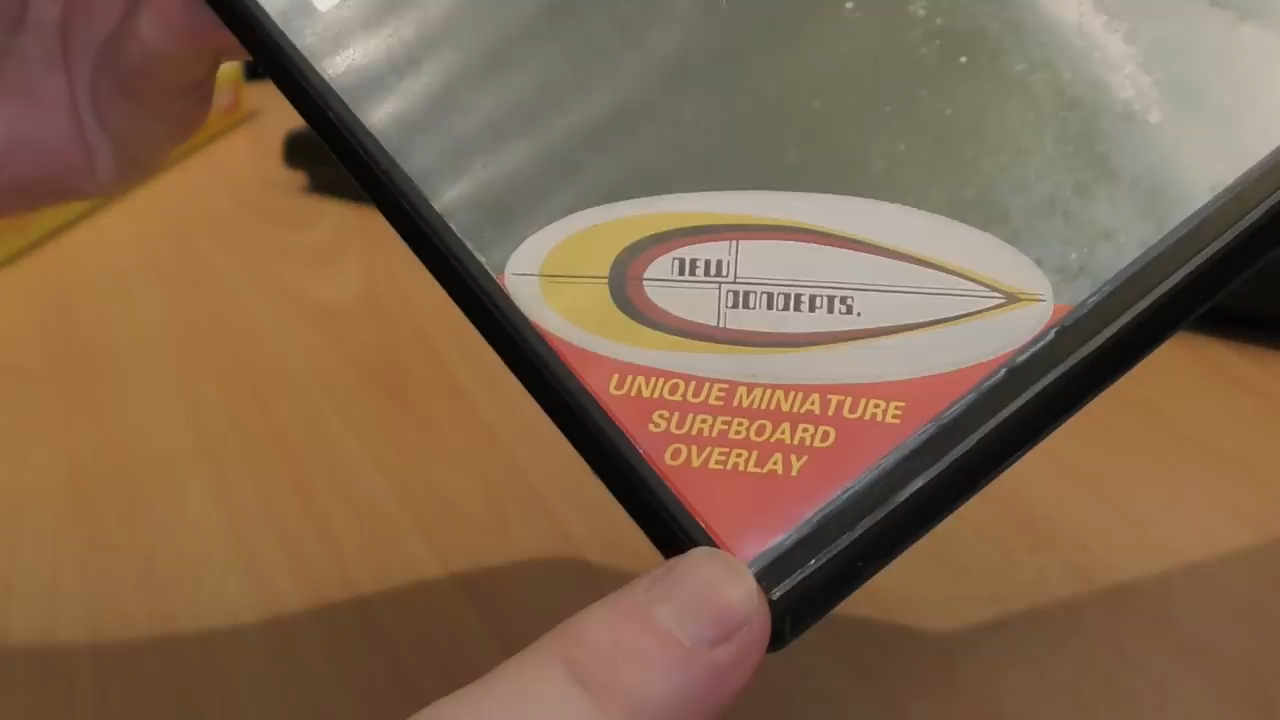 NEW
CONCEPTS.
UNIQUE MINIATURE
SURFBOARD
OVERLAY